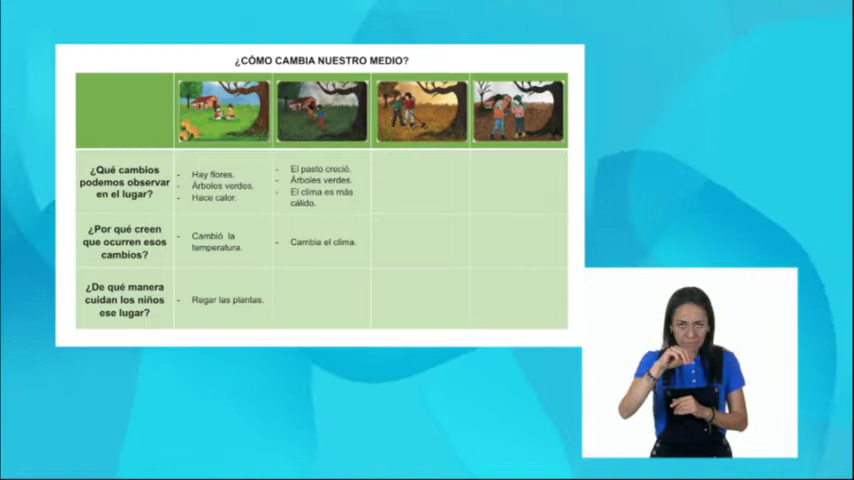 ¿CÓMO CAMBIA NUESTRO MEDIO?
¿Qué cambios
podemos observar
en el lugar?
- Hay flores.
- Árboles verdes.
- Hace calor.
- El pasto creció.
- Árboles verdes.
- El clima es más
cálido.
¿Por qué creen
que ocurren esos
cambios?
- Cambió la
temperatura.
- Cambia el clima.
¿De qué manera
cuidan los niños
ese lugar?
- Regar las plantas.